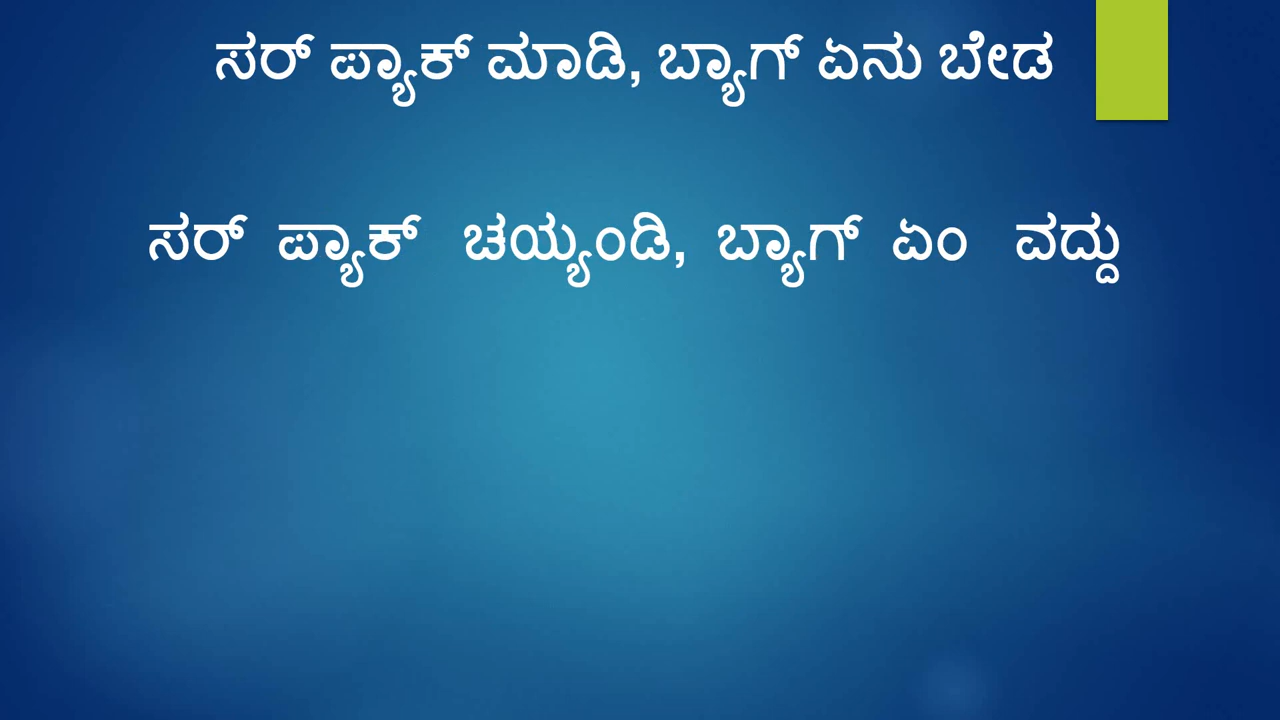 ಸರ್ ಪ್ಯಾಕ್ ಮಾಡಿ, ಬ್ಯಾಗ್ ಏನು ಬೇಡ
ಸರ್ ಪ್ಯಾಕ್ ಚಯ್ಯಂಡಿ, ಬ್ಯಾಗ್ ಏಂ ವದ್ದು